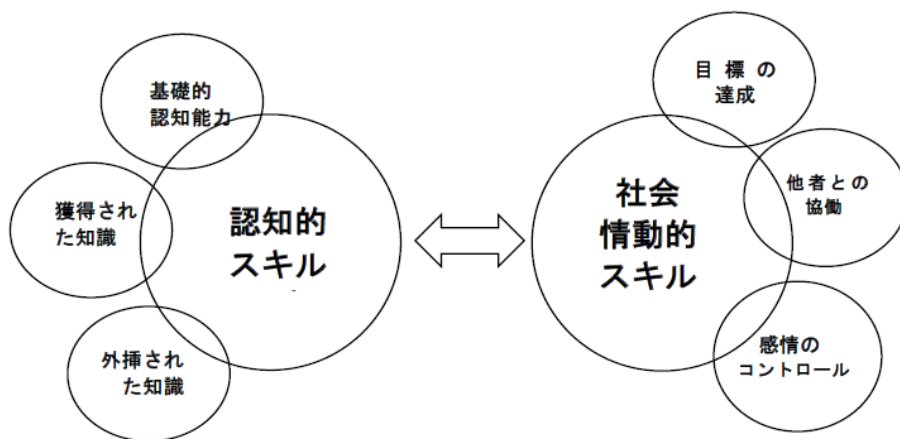 基礎的
認知能力
獲得され
た知識
外挿され
た知識
認知的
スキル
社会
情動的
スキル
目標の
達成
他者との
協働
感情の
コントロール